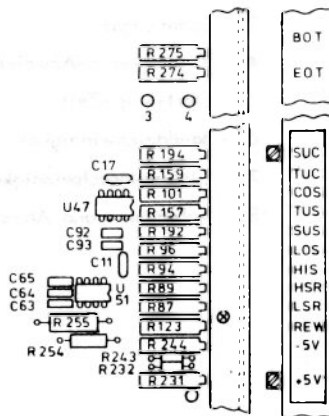 R 275
BOT
R 274
EOT
3 4
R 194
SUC
C17
R 159
TUC
R 101
COS
U47
R 157
TUS
C92
R 192
SUS
C93
R 96
LOS
C11
R 94
HIS
C65
R 89
HSR
C64
U
51
R 87
LSR
C63
R 255
R 123
REW
R 254
R 244
-5V
R 243
R 232
R 231
+5V